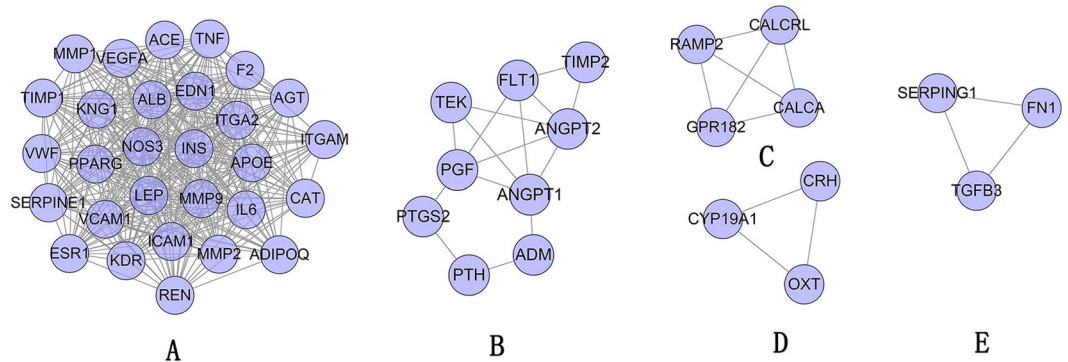 ACE
TNF
MMP1
VEGFA
F2
TIMP1
KNG1
ALB
EDN1
AGT
ITGA2
ITGAM
VWF
PPARG
NOS3
INS
APOE
SERPINE1
LEP
MMP9
IL6
CAT
VCAM1
ESR1
KDR
ICAM1
MMP2
ADIPOQ
REN
A
TIMP2
FLT1
TEK
ANGPT2
PGF
ANGPT1
PTGS2
ADM
PTH
B
CALCRL
RAMP2
CALCA
GPR182
C
CRH
CYP19A1
OXT
D
SERPING1
FN1
TGFB3
E